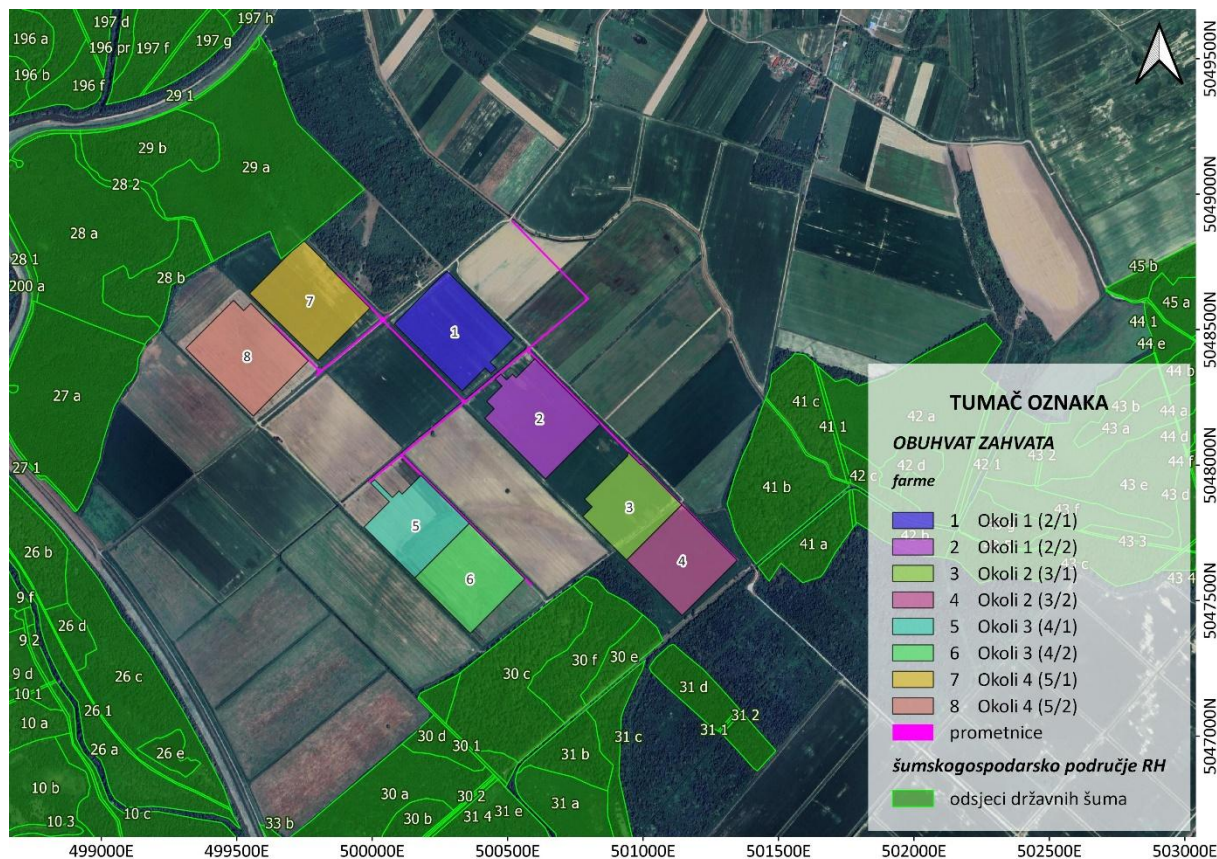 197 d
197 h
196 a
196 pr
197 f
197 g
196 b
196 f
29 1
29 b
29 a
28 2
28 a
28 b
28 1
200 a
27 a
27 1
26 b
9 f
26 d
9 2
9 d
26 c
10 1
26 1
10 a
26 a
26 e
10 b
10 c
10 3
33 b
7
1
8
2
3
5
4
6
30 f
30 e
30 c
31 d
31 2
31 1
30 d
30 1
31 c
31 b
30 a
30 2
31 a
31 4
31 e
30 b
45 b
45 a
44 1
44 e
44 b
41 c
42 a
43 b
44 a
41 1
43 a
44 d
43 2
42 d
42 1
44 f
42 c
41 b
43 e
43 d
43 f
42 b
41 a
43 3
43 c
43 4
TUMAČ OZNAKA
OBUHVAT ZAHVATA
farme
1 Okoli 1 (2/1)
2 Okoli 1 (2/2)
3 Okoli 2 (3/1)
4 Okoli 2 (3/2)
5 Okoli 3 (4/1)
6 Okoli 3 (4/2)
7 Okoli 4 (5/1)
8 Okoli 4 (5/2)
prometnice
šumskogospodarsko područje RH
odsjeci državnih šuma
5049500N
5049000N
5048500N
5048000N
5047500N
5047000N
499000E
499500E
500000E
500500E
501000E
501500E
502000E
502500E
503000E